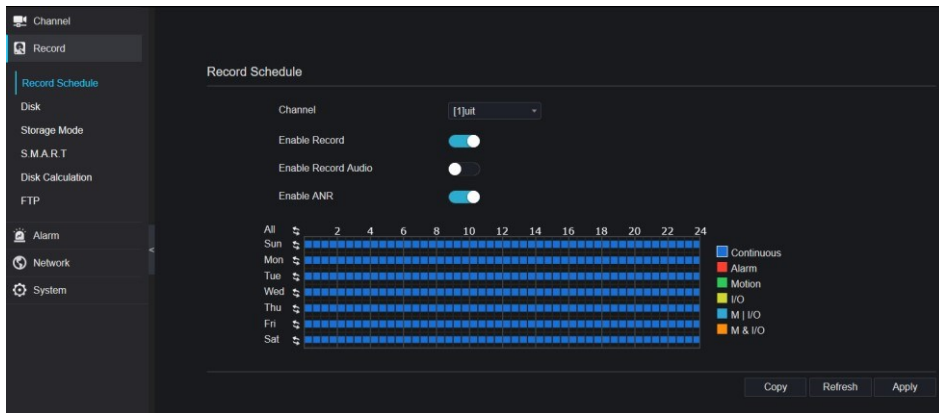 Channel
Record
Record Schedule
Disk
Storage Mode
S.M.A.R.T
Disk Calculation
FTP
Alarm
Network
System
<
Record Schedule
Channel [1]uit
Enable Record
Enable Record Audio
Enable ANR
All 2 4 6 8 10 12 14 16 18 20 22 24
Sun
Mon
Tue
Wed
Thu
Fri
Sat
Continuous
Alarm
Motion
I/O
M | I/O
M & I/O
Copy Refresh Apply